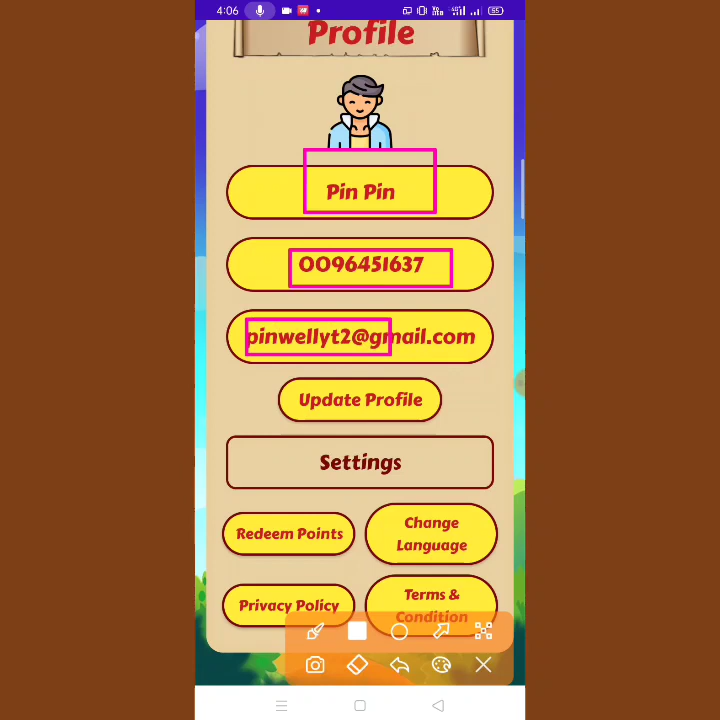 4:06
55
Profile
Pin Pin
0096451637
pinwellyt2@gmail.com
Update Profile
Settings
Redeem Points
Change
Language
Privacy Policy
Terms &
Condition